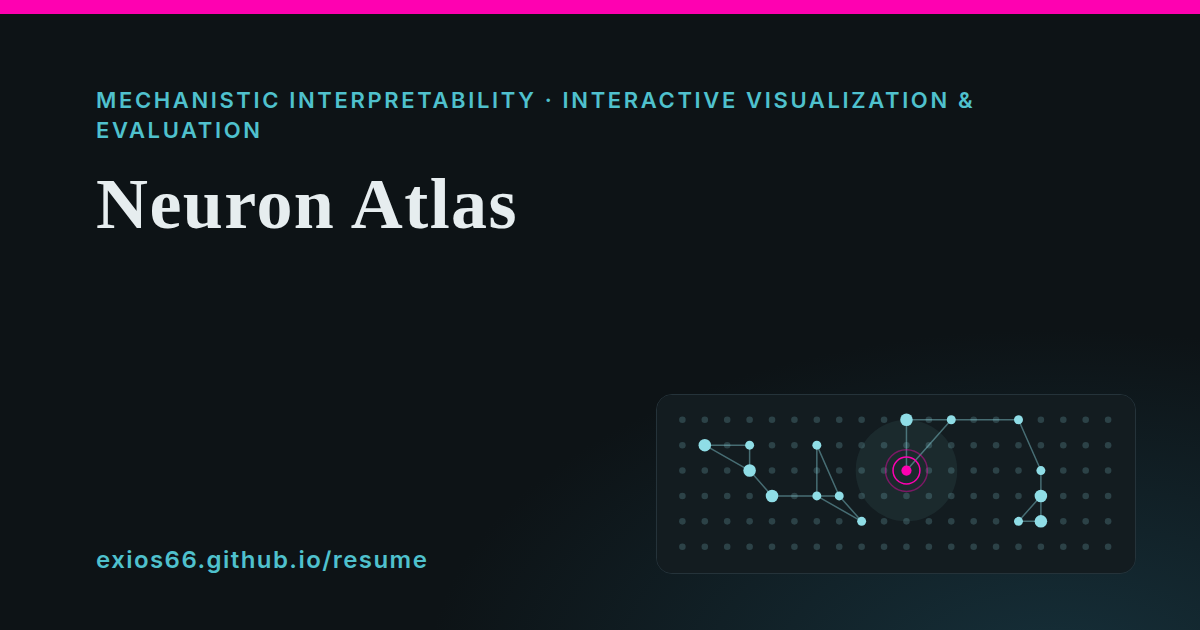 MECHANISTIC INTERPRETABILITY · INTERACTIVE VISUALIZATION &
EVALUATION
Neuron Atlas
exios66.github.io/resume